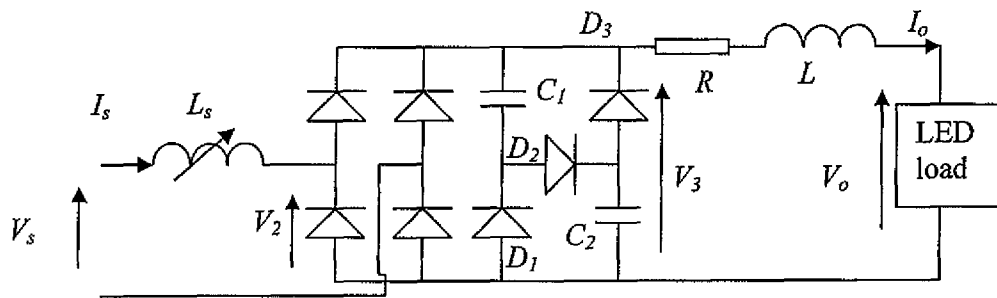 D₃
Iₒ
R
L
C₁
Iₛ
Lₛ
D₂
LED
load
V₃
Vₒ
V₂
Vₛ
C₂
D₁